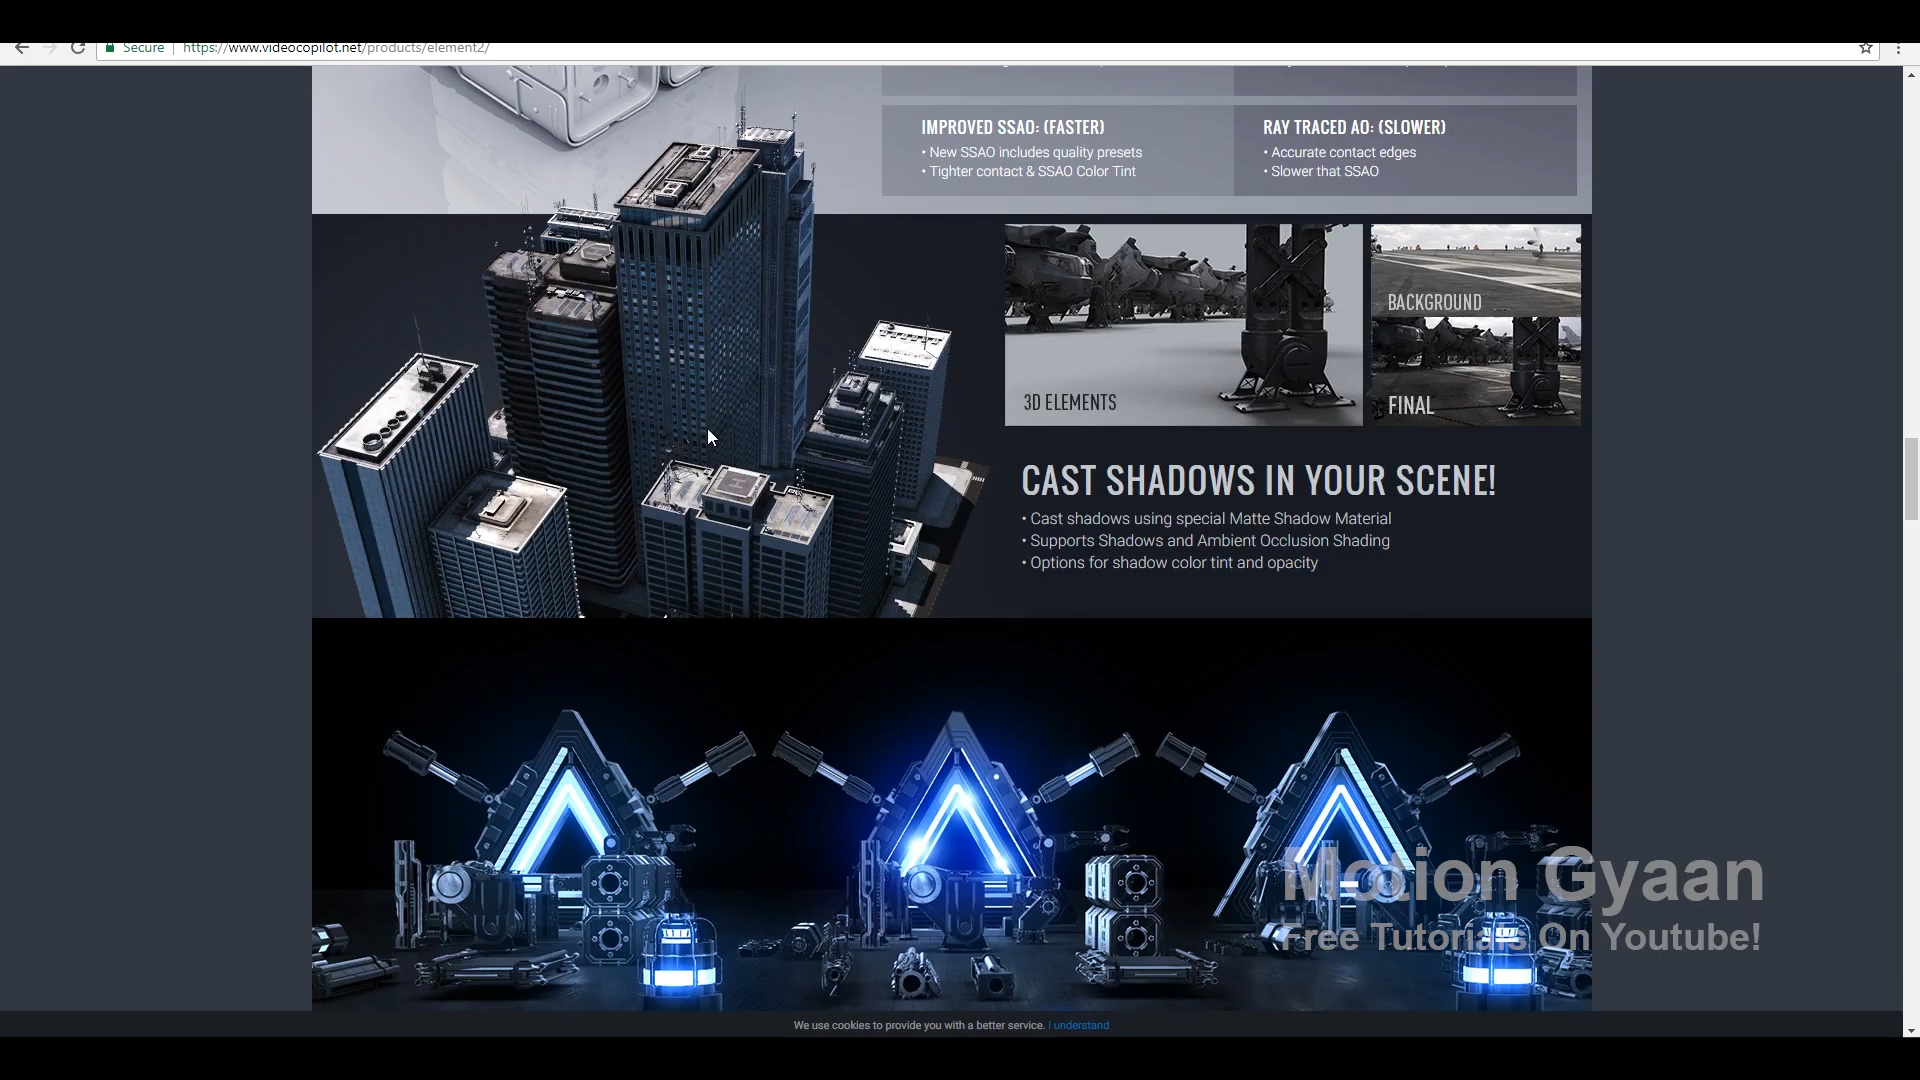 Secure
https://www.videocopilot.net/products/element2/
IMPROVED SSAO: (FASTER)
• New SSAO includes quality presets
• Tighter contact & SSAO Color Tint
RAY TRACED AO: (SLOWER)
• Accurate contact edges
• Slower that SSAO
BACKGROUND
3D ELEMENTS
FINAL
CAST SHADOWS IN YOUR SCENE!
• Cast shadows using special Matte Shadow Material
• Supports Shadows and Ambient Occlusion Shading
• Options for shadow color tint and opacity
Motion Gyaan
Free Tutorials On Youtube!
We use cookies to provide you with a better service. I understand